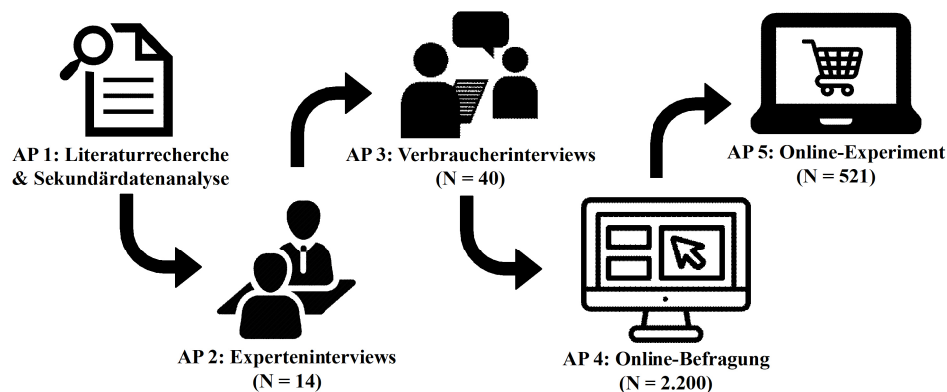 AP 1: Literaturrecherche
& Sekundärdatenanalyse
AP 2: Experteninterviews
(N = 14)
AP 3: Verbraucherinterviews
(N = 40)
AP 4: Online-Befragung
(N = 2.200)
AP 5: Online-Experiment
(N = 521)